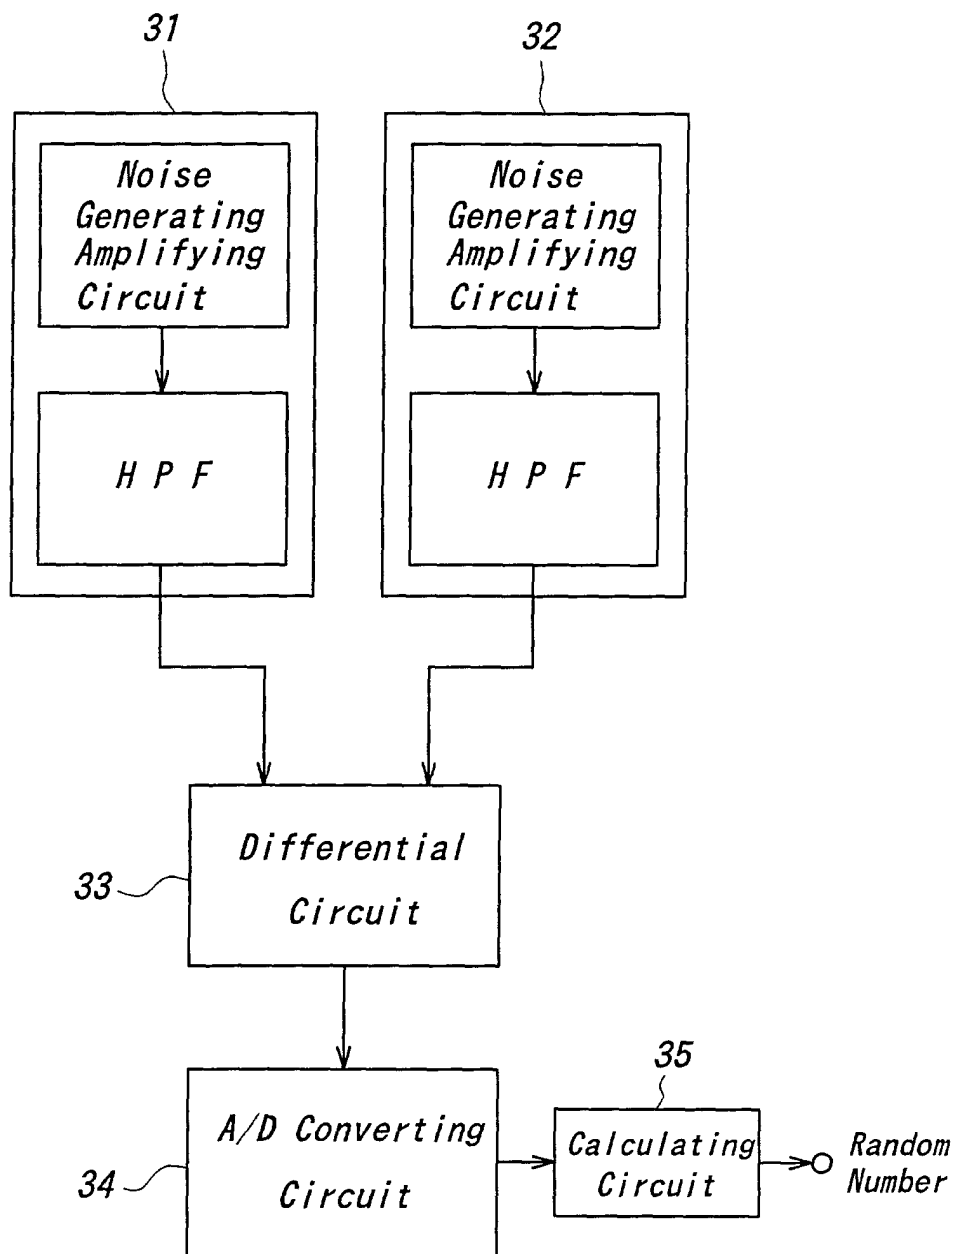 31
32
Noise
Generating
Amplifying
Circuit
Noise
Generating
Amplifying
Circuit
H P F
H P F
Differential
Circuit
33
A/D Converting
Circuit
34
35
Calculating
Circuit
Random
Number